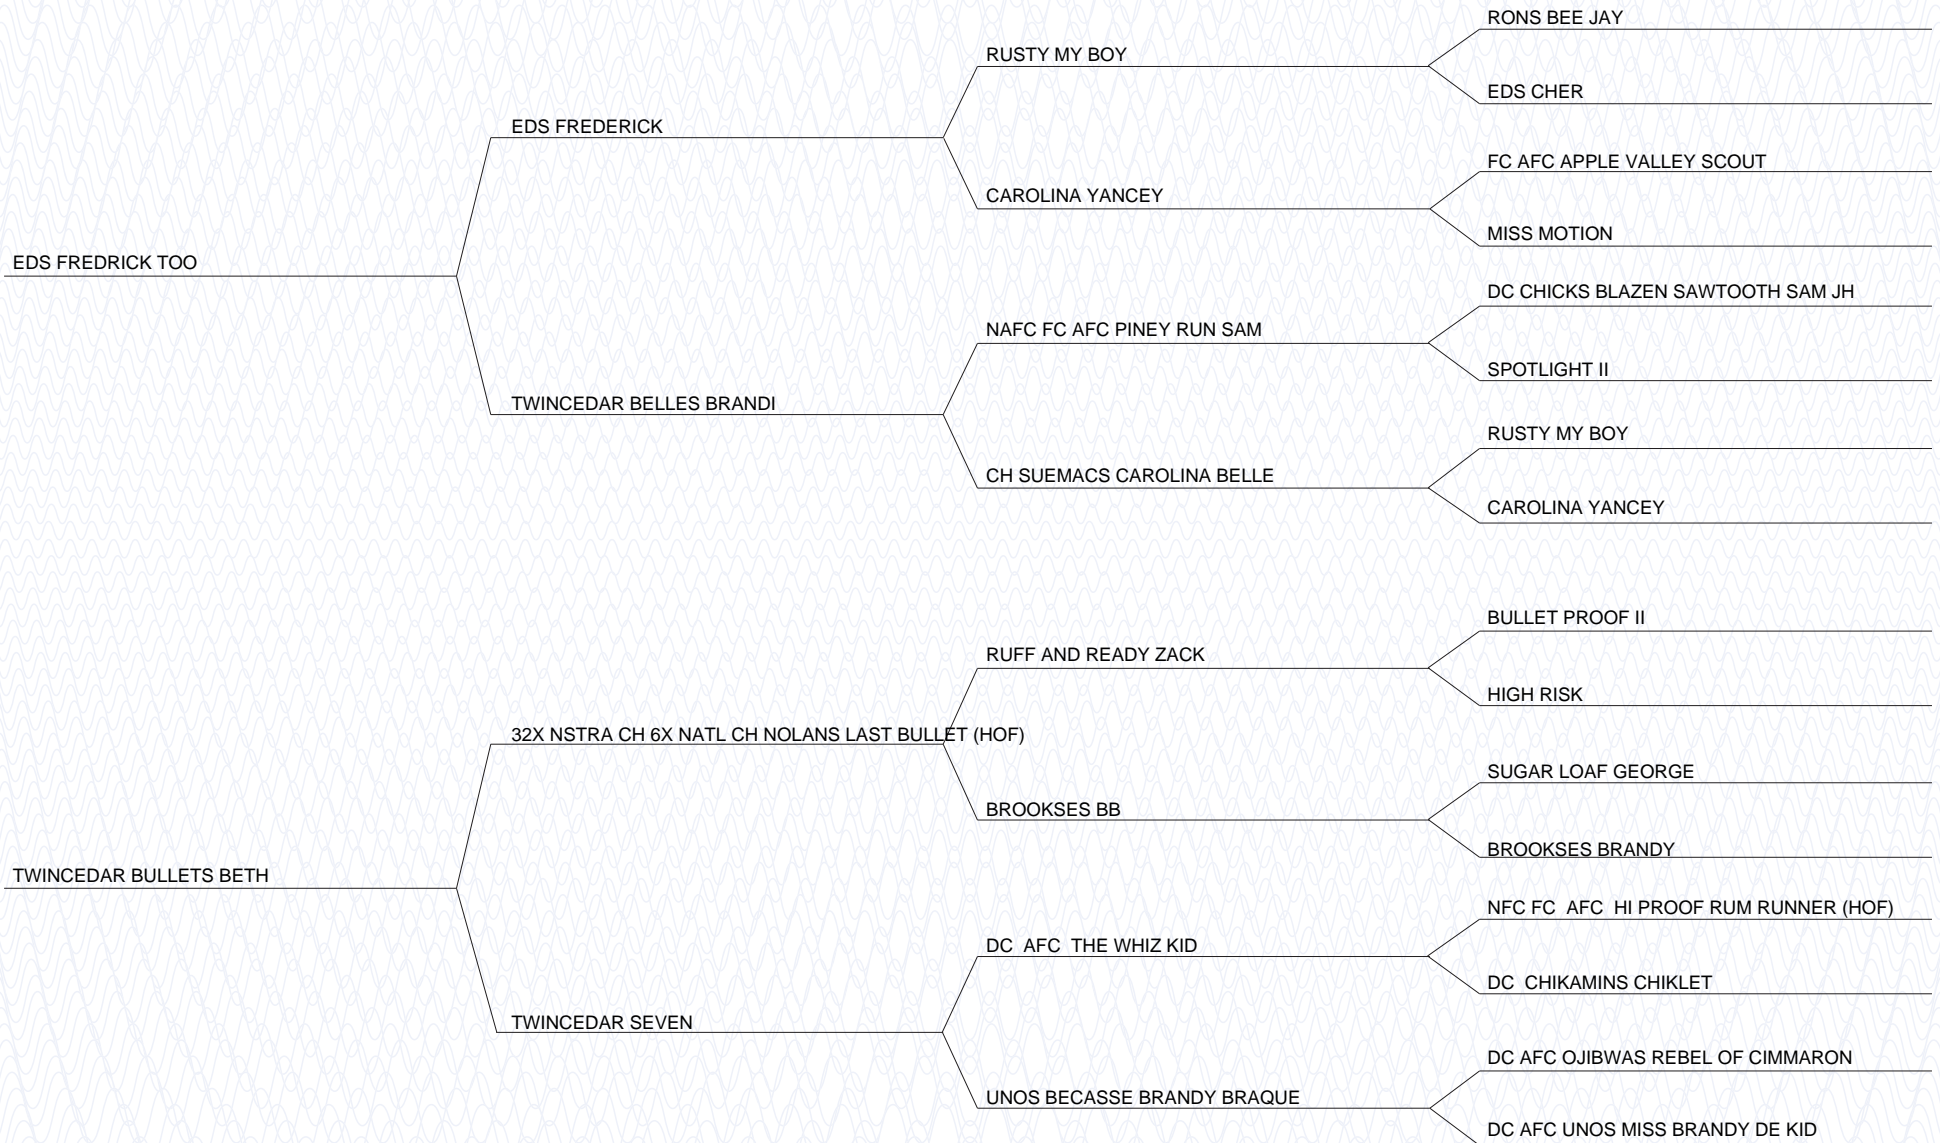 RONS BEE JAY
RUSTY MY BOY
EDS CHER
EDS FREDERICK
FC AFC APPLE VALLEY SCOUT
CAROLINA YANCEY
MISS MOTION
EDS FREDRICK TOO
DC CHICKS BLAZEN SAWTOOTH SAM JH
NAFC FC AFC PINEY RUN SAM
SPOTLIGHT II
TWINCEDAR BELLES BRANDI
RUSTY MY BOY
CH SUEMACS CAROLINA BELLE
CAROLINA YANCEY
BULLET PROOF II
RUFF AND READY ZACK
HIGH RISK
32X NSTRA CH 6X NATL CH NOLANS LAST BULLET (HOF)
SUGAR LOAF GEORGE
BROOKSES BB
BROOKSES BRANDY
TWINCEDAR BULLETS BETH
NFC FC  AFC  HI PROOF RUM RUNNER (HOF)
DC  AFC  THE WHIZ KID
DC  CHIKAMINS CHIKLET
TWINCEDAR SEVEN
DC AFC OJIBWAS REBEL OF CIMMARON
UNOS BECASSE BRANDY BRAQUE
DC AFC UNOS MISS BRANDY DE KID